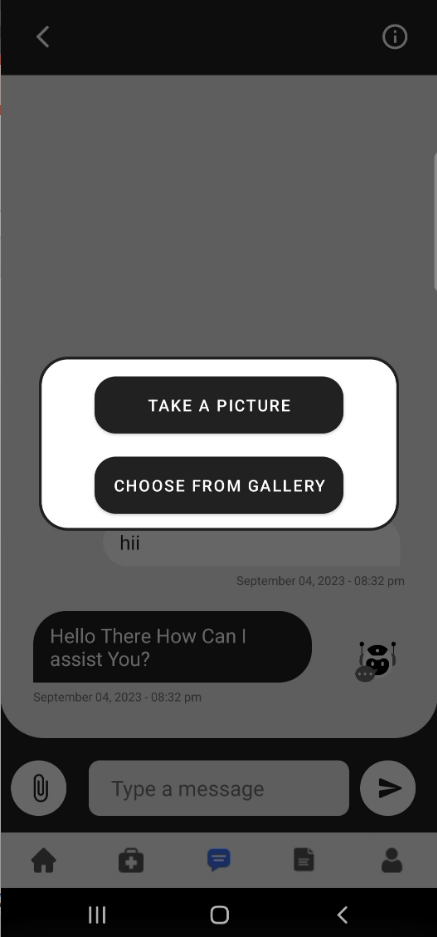 TAKE A PICTURE
CHOOSE FROM GALLERY
hii
September 04, 2023 - 08:32 pm
Hello There How Can I
assist You?
September 04, 2023 - 08:32 pm
Type a message